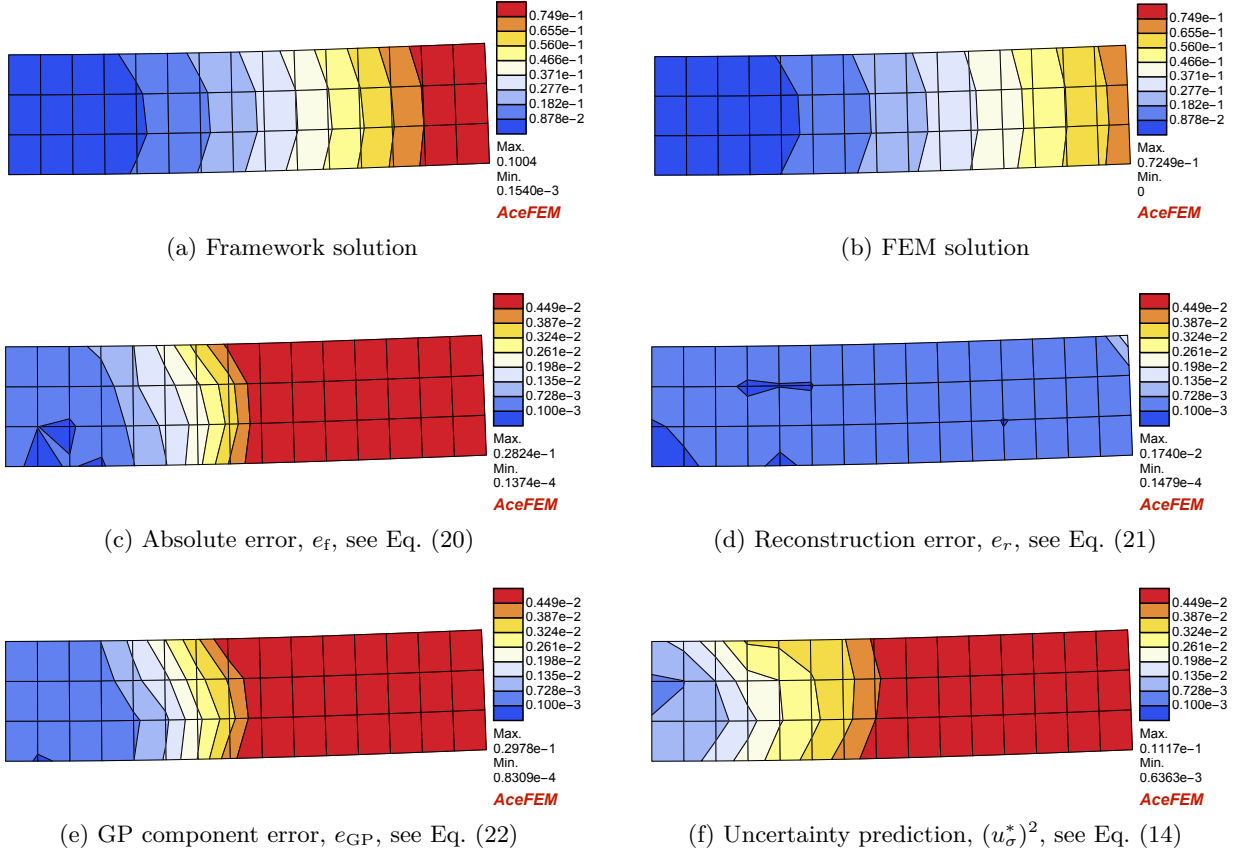 0.749e−1
0.655e−1
0.560e−1
0.466e−1
0.371e−1
0.277e−1
0.182e−1
0.878e−2
Max.
0.1004
Min.
0.1540e−3
AceFEM
(a) Framework solution
0.749e−1
0.655e−1
0.560e−1
0.466e−1
0.371e−1
0.277e−1
0.182e−1
0.878e−2
Max.
0.7249e−1
Min.
0
AceFEM
(b) FEM solution
0.449e−2
0.387e−2
0.324e−2
0.261e−2
0.198e−2
0.135e−2
0.728e−3
0.100e−3
Max.
0.2824e−1
Min.
0.1374e−4
AceFEM
(c) Absolute error, e_f, see Eq. (20)
0.449e−2
0.387e−2
0.324e−2
0.261e−2
0.198e−2
0.135e−2
0.728e−3
0.100e−3
Max.
0.1740e−2
Min.
0.1479e−4
AceFEM
(d) Reconstruction error, e_r, see Eq. (21)
0.449e−2
0.387e−2
0.324e−2
0.261e−2
0.198e−2
0.135e−2
0.728e−3
0.100e−3
Max.
0.2978e−1
Min.
0.8309e−4
AceFEM
(e) GP component error, e_GP, see Eq. (22)
0.449e−2
0.387e−2
0.324e−2
0.261e−2
0.198e−2
0.135e−2
0.728e−3
0.100e−3
Max.
0.1117e−1
Min.
0.6363e−3
AceFEM
(f) Uncertainty prediction, (u*_σ)², see Eq. (14)